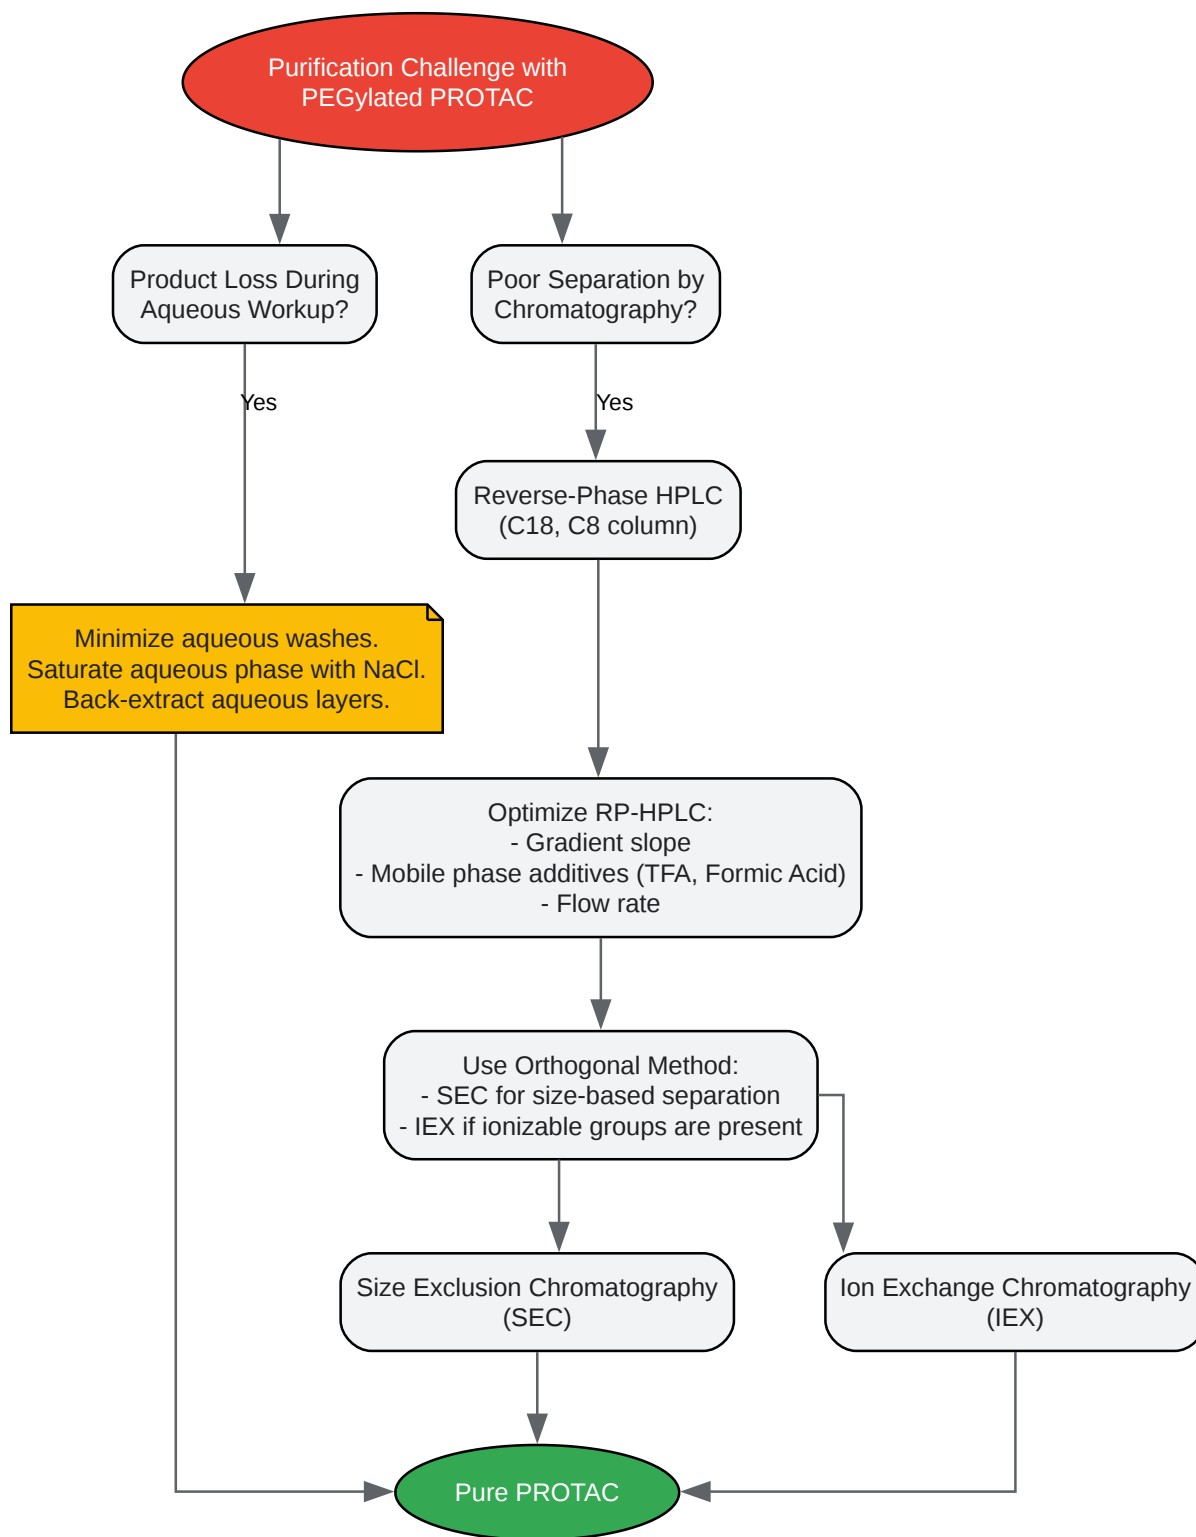 Purification Challenge with
PEGylated PROTAC
Product Loss During
Aqueous Workup?
Poor Separation by
Chromatography?
Yes
Yes
Reverse-Phase HPLC
(C18, C8 column)
Minimize aqueous washes.
Saturate aqueous phase with NaCl.
Back-extract aqueous layers.
Optimize RP-HPLC:
- Gradient slope
- Mobile phase additives (TFA, Formic Acid)
- Flow rate
Use Orthogonal Method:
- SEC for size-based separation
- IEX if ionizable groups are present
Size Exclusion Chromatography
(SEC)
Ion Exchange Chromatography
(IEX)
Pure PROTAC